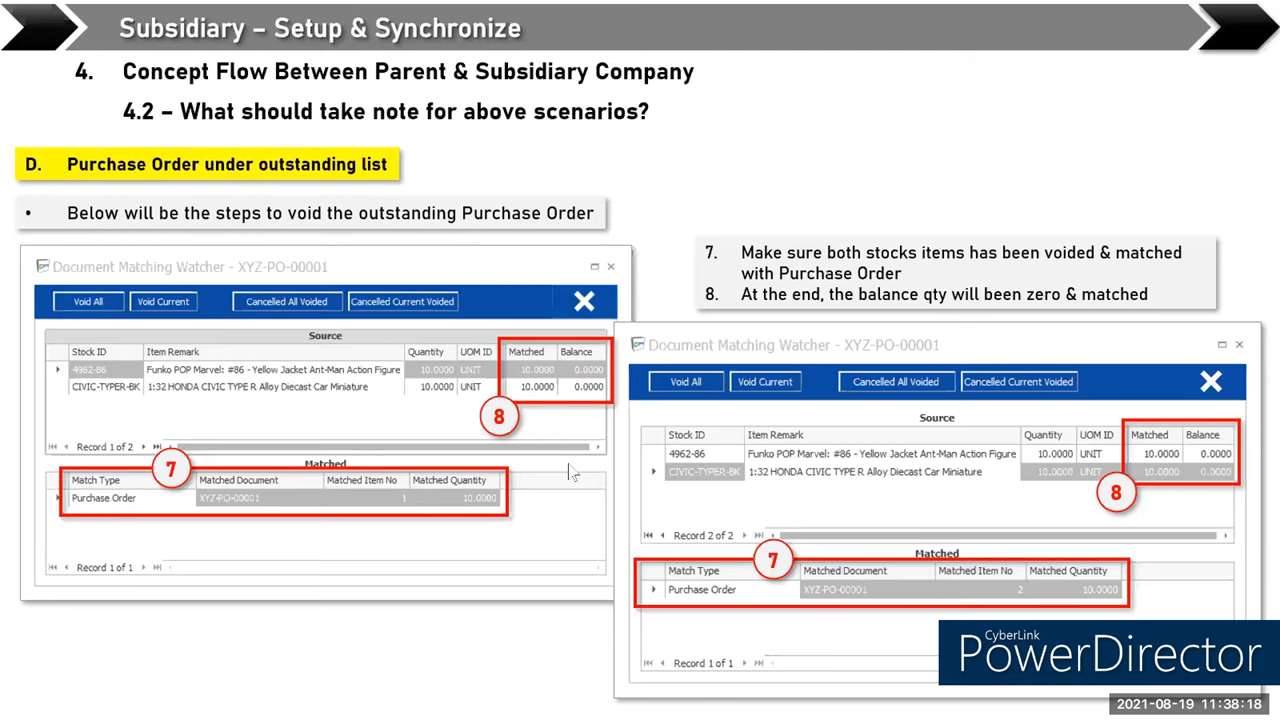 Subsidiary – Setup & Synchronize
4. Concept Flow Between Parent & Subsidiary Company
4.2 – What should take note for above scenarios?
D. Purchase Order under outstanding list
• Below will be the steps to void the outstanding Purchase Order
7. Make sure both stocks items has been voided & matched
with Purchase Order
8. At the end, the balance qty will been zero & matched
Document Matching Watcher - XYZ-PO-00001
Void All Void Current Cancelled All Voided Cancelled Current Voided
Source
Stock ID Item Remark Quantity UOM ID Matched Balance
4962-86 Funko POP Marvel: #86 - Yellow Jacket Ant-Man Action Figure 10.0000 UNIT 10.0000 0.0000
CIVIC-TYPER-BK 1:32 HONDA CIVIC TYPE R Alloy Diecast Car Miniature 10.0000 UNIT 10.0000 0.0000
8
Record 1 of 2
7
Matched
Match Type Matched Document Matched Item No Matched Quantity
Purchase Order XYZ-PO-00001 1 10.0000
Record 1 of 1
Document Matching Watcher - XYZ-PO-00001
Void All Void Current Cancelled All Voided Cancelled Current Voided
Source
Stock ID Item Remark Quantity UOM ID Matched Balance
4962-86 Funko POP Marvel: #86 - Yellow Jacket Ant-Man Action Figure 10.0000 UNIT 10.0000 0.0000
CIVIC-TYPER-BK 1:32 HONDA CIVIC TYPE R Alloy Diecast Car Miniature 10.0000 UNIT 10.0000 0.0000
8
Record 2 of 2
7
Matched
Match Type Matched Document Matched Item No Matched Quantity
Purchase Order XYZ-PO-00001 2 10.0000
Record 1 of 1
CyberLink
PowerDirector
2021-08-19 11:38:18